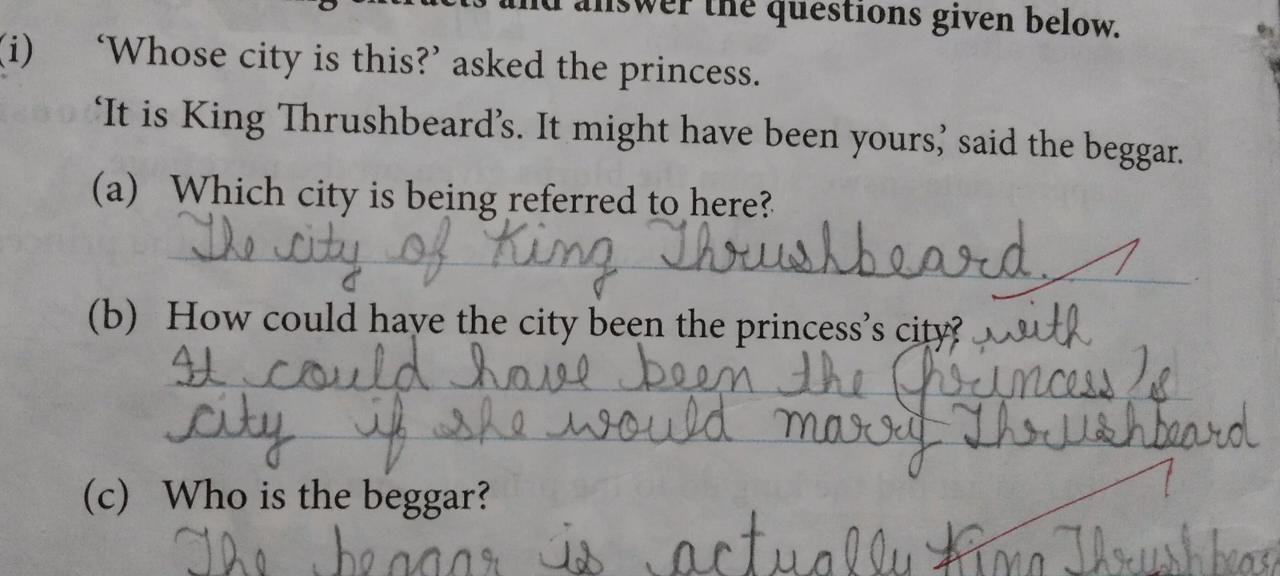 extracts and answer the questions given below.
(i) ‘Whose city is this?’ asked the princess.
‘It is King Thrushbeard’s. It might have been yours,’ said the beggar.
(a) Which city is being referred to here?
The city of King Thrushbeard.
(b) How could have the city been the princess’s city? with
It could have been the princess's
city if she would marry Thrushbeard
(c) Who is the beggar?
The beggar is actually King Thrushbeard